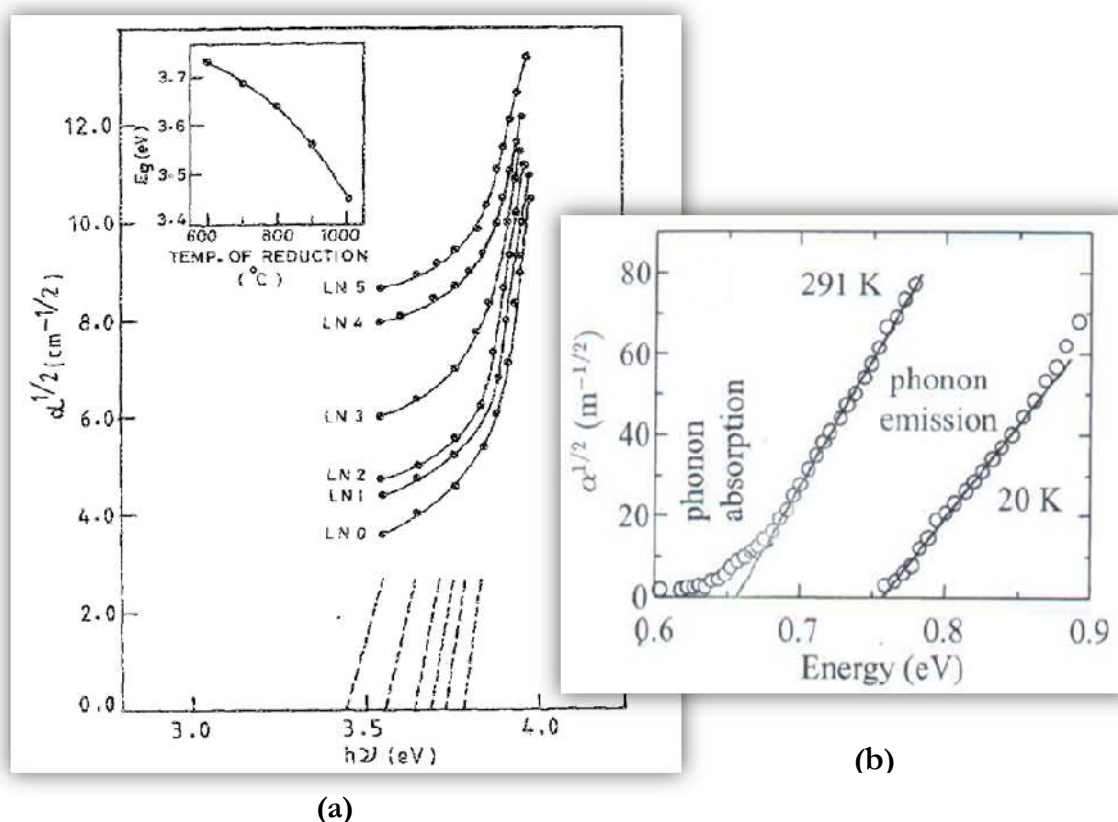 12.0
10.0
8.0
6.0
4.0
2.0
0.0
α^1/2 (cm^-1/2)
3.7
3.6
3.5
3.4
Eg(eV)
600 800 1000
TEMP. OF REDUCTION
(°C)
LN 5
LN 4
LN 3
LN 2
LN 1
LN 0
3.0 3.5 4.0
hν (eV)
(a)
80
60
40
20
0
α^1/2 (m^-1/2)
291 K
phonon
emission
phonon
absorption
20 K
0.6 0.7 0.8 0.9
Energy (eV)
(b)